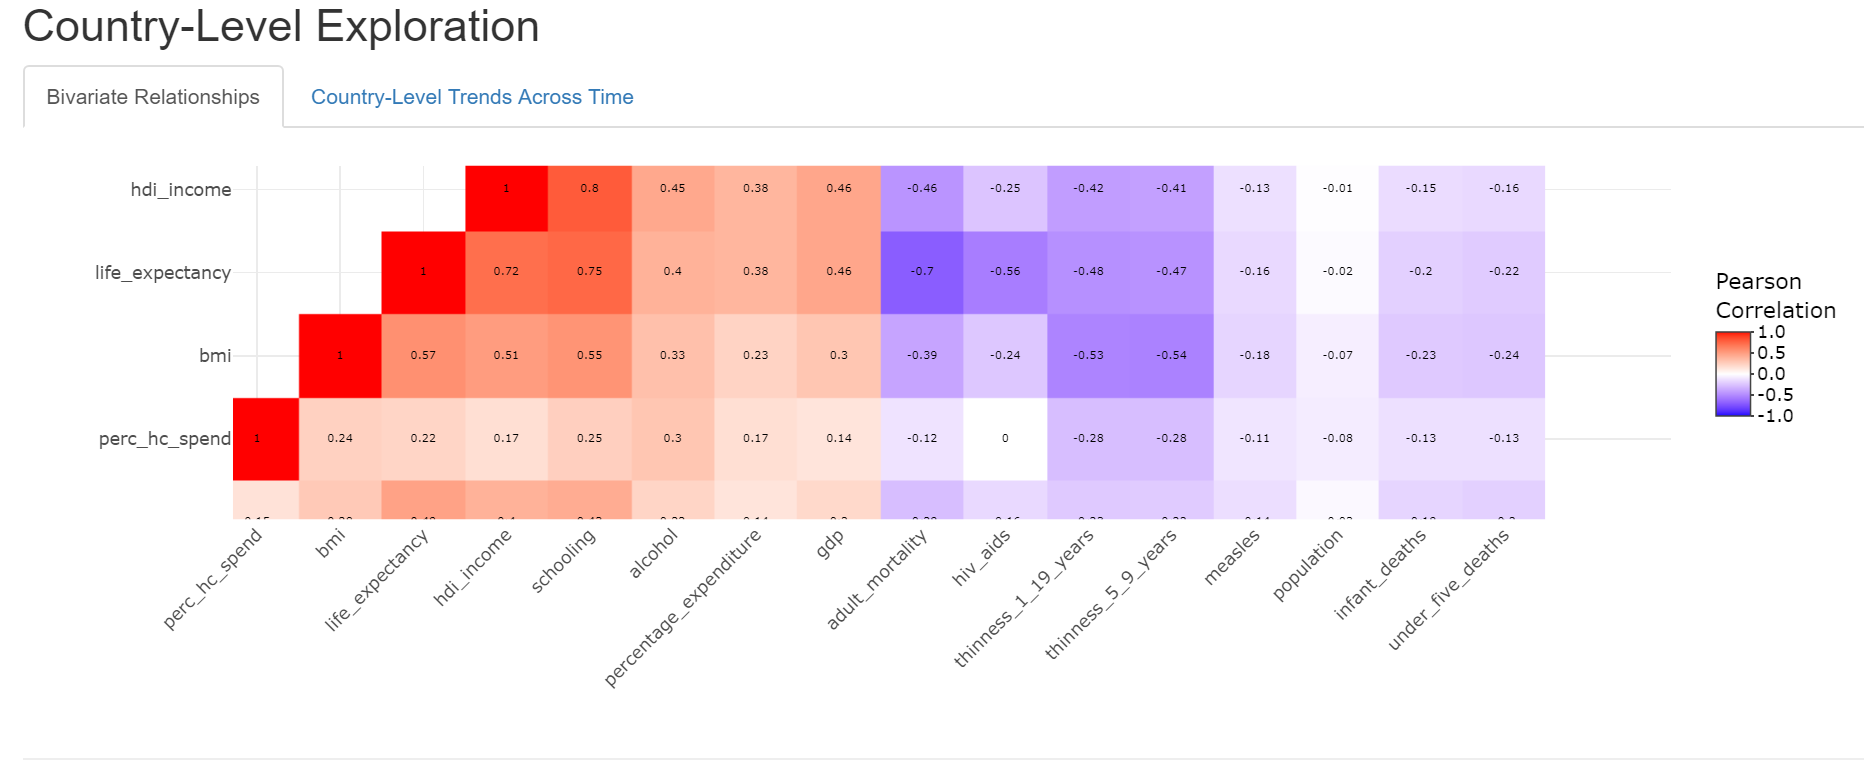 Country-Level Exploration
Bivariate Relationships
Country-Level Trends Across Time
hdi_income 1 0.8 0.45 0.38 0.46 -0.46 -0.25 -0.42 -0.41 -0.13 -0.01 -0.15 -0.16
life_expectancy 1 0.72 0.75 0.4 0.38 0.46 -0.7 -0.56 -0.48 -0.47 -0.16 -0.02 -0.2 -0.22
bmi 1 0.57 0.51 0.55 0.33 0.23 0.3 -0.39 -0.24 -0.53 -0.54 -0.18 -0.07 -0.23 -0.24
perc_hc_spend 1 0.24 0.22 0.17 0.25 0.3 0.17 0.14 -0.12 0 -0.28 -0.28 -0.11 -0.08 -0.13 -0.13
perc_hc_spend
bmi
life_expectancy
hdi_income
schooling
alcohol
percentage_expenditure
gdp
adult_mortality
hiv_aids
thinness_1_19_years
thinness_5_9_years
measles
population
infant_deaths
under_five_deaths
Pearson
Correlation
1.0
0.5
0.0
-0.5
-1.0